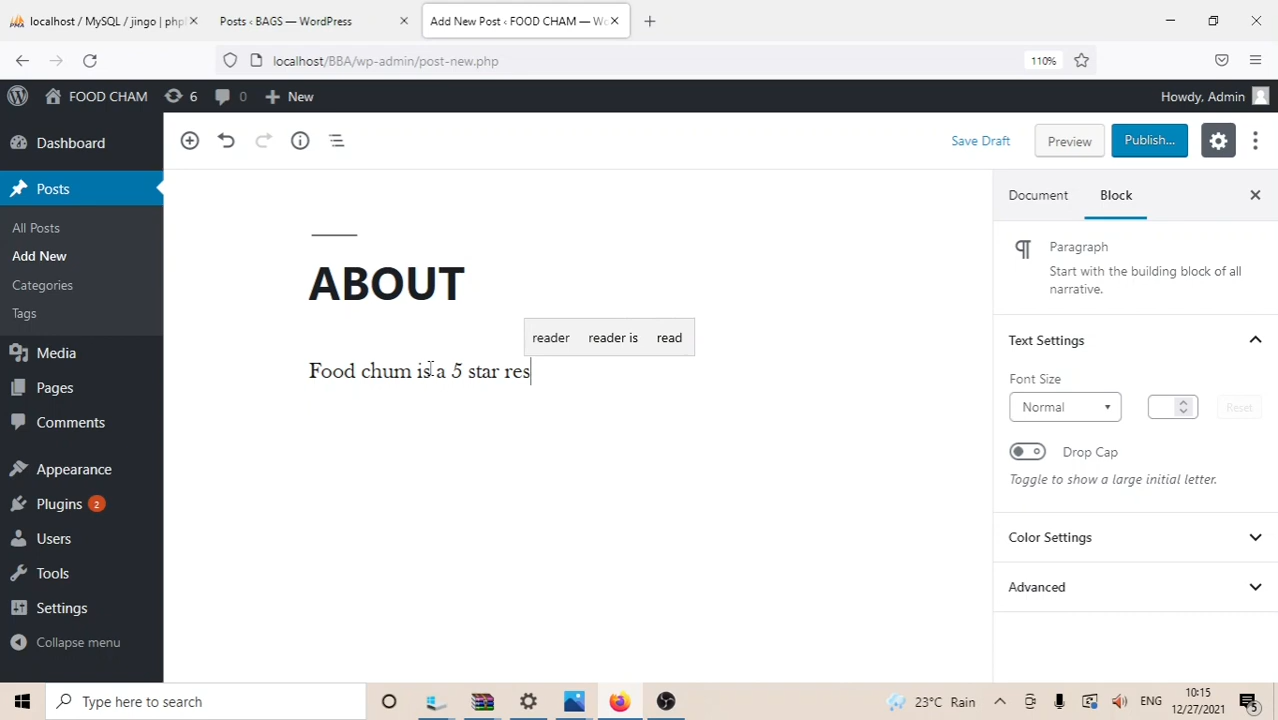 localhost / MySQL / jingo | php
Posts ‹ BAGS — WordPress
Add New Post ‹ FOOD CHAM — Wo
localhost/BBA/wp-admin/post-new.php
110%
FOOD CHAM
6
0
New
Howdy, Admin
Dashboard
Posts
All Posts
Add New
Categories
Tags
Media
Pages
Comments
Appearance
Plugins 2
Users
Tools
Settings
Collapse menu
Save Draft
Preview
Publish...
ABOUT
reader reader is read
Food chum is a 5 star res
Document
Block
Paragraph
Start with the building block of all
narrative.
Text Settings
Font Size
Normal
Reset
Drop Cap
Toggle to show a large initial letter.
Color Settings
Advanced
Type here to search
23°C Rain
ENG
10:15
12/27/2021
5